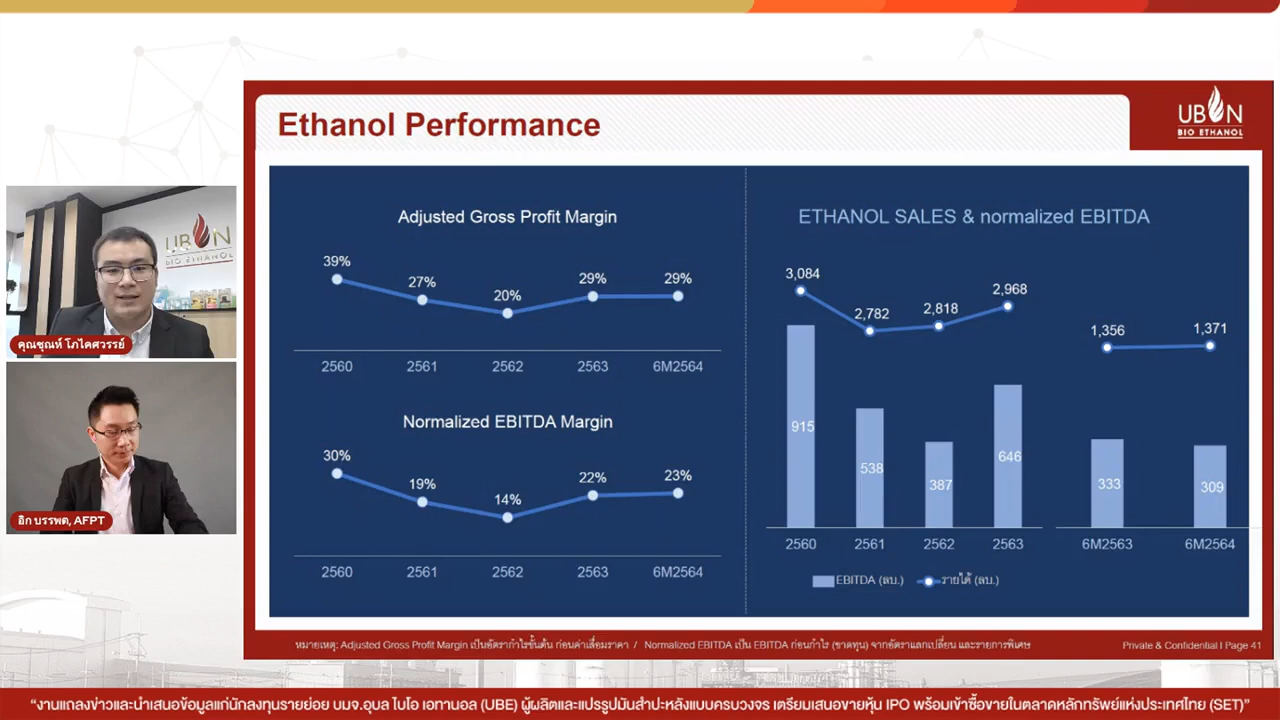 Ethanol Performance
UBON
BIO ETHANOL
UBON
BIO ETHANOL
คุณชุณห์ โภไคศวรรย์
อิก บรรพต, AFPT
Adjusted Gross Profit Margin
39%
27%
20%
29%
29%
2560
2561
2562
2563
6M2564
Normalized EBITDA Margin
30%
19%
14%
22%
23%
2560
2561
2562
2563
6M2564
ETHANOL SALES & normalized EBITDA
3,084
2,782
2,818
2,968
1,356
1,371
915
538
387
646
333
309
2560
2561
2562
2563
6M2563
6M2564
EBITDA (ลบ.)
รายได้ (ลบ.)
หมายเหตุ: Adjusted Gross Profit Margin เป็นอัตรากำไรขั้นต้น ก่อนค่าเสื่อมราคา / Normalized EBITDA เป็น EBITDA ก่อนกำไร (ขาดทุน) จากอัตราแลกเปลี่ยน และรายการพิเศษ
Private & Confidential I Page 41
“งานแถลงข่าวและนำเสนอข้อมูลแก่นักลงทุนรายย่อย บมจ.อุบล ไบโอ เอทานอล (UBE) ผู้ผลิตและแปรรูปมันสำปะหลังแบบครบวงจร เตรียมเสนอขายหุ้น IPO พร้อมเข้าซื้อขายในตลาดหลักทรัพย์แห่งประเทศไทย (SET)”